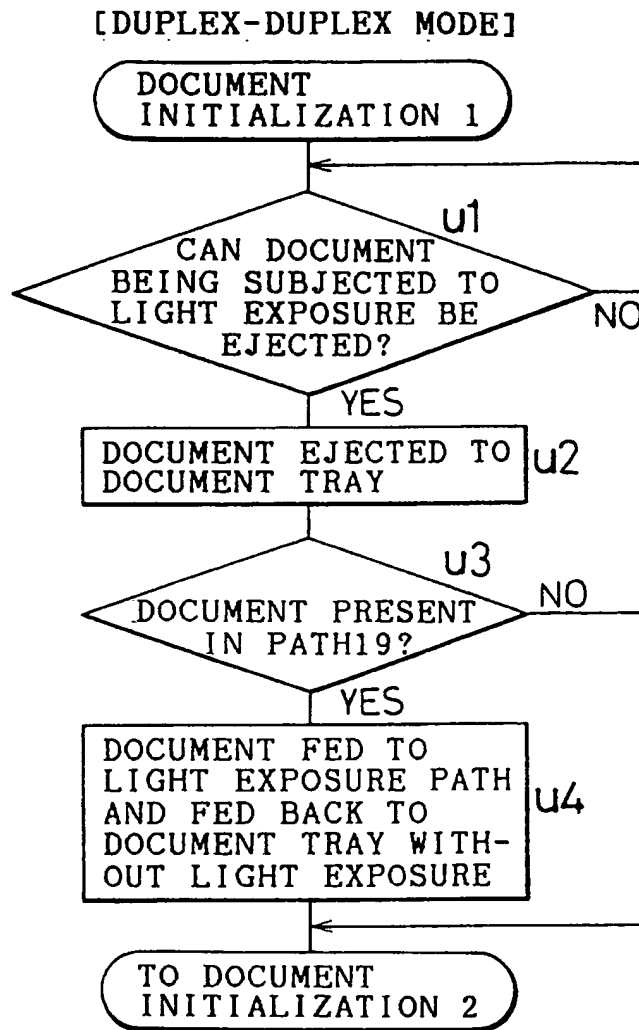 [DUPLEX-DUPLEX MODE]
DOCUMENT
INITIALIZATION 1
u1
CAN DOCUMENT
BEING SUBJECTED TO
LIGHT EXPOSURE BE
EJECTED?
NO
YES
DOCUMENT EJECTED TO
DOCUMENT TRAY
u2
u3
DOCUMENT PRESENT
IN PATH19?
NO
YES
DOCUMENT FED TO
LIGHT EXPOSURE PATH
AND FED BACK TO
DOCUMENT TRAY WITH-
OUT LIGHT EXPOSURE
u4
TO DOCUMENT
INITIALIZATION 2